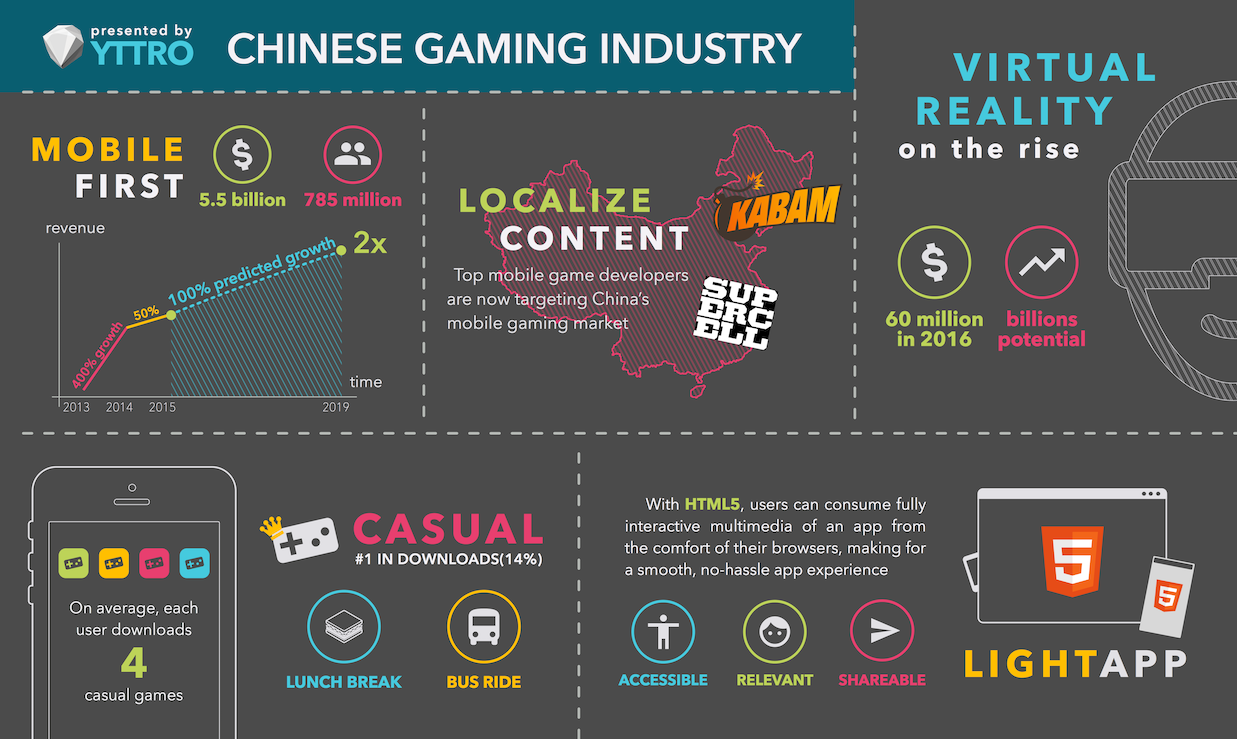 presented by
YTTRO
CHINESE GAMING INDUSTRY
MOBILE
FIRST
$
5.5 billion
785 million
revenue
400% growth
50%
100% predicted growth
2x
time
2013 2014 2015 2019
LOCALIZE
CONTENT
Top mobile game developers
are now targeting China's
mobile gaming market
KABAM
SUP
ERC
ELL
VIRTUAL
REALITY
on the rise
$
60 million
in 2016
billions
potential
On average, each
user downloads
4
casual games
CASUAL
#1 IN DOWNLOADS(14%)
LUNCH BREAK
BUS RIDE
With HTML5, users can consume fully
interactive multimedia of an app from
the comfort of their browsers, making for
a smooth, no-hassle app experience
ACCESSIBLE
RELEVANT
SHAREABLE
5
5
LIGHTAPP